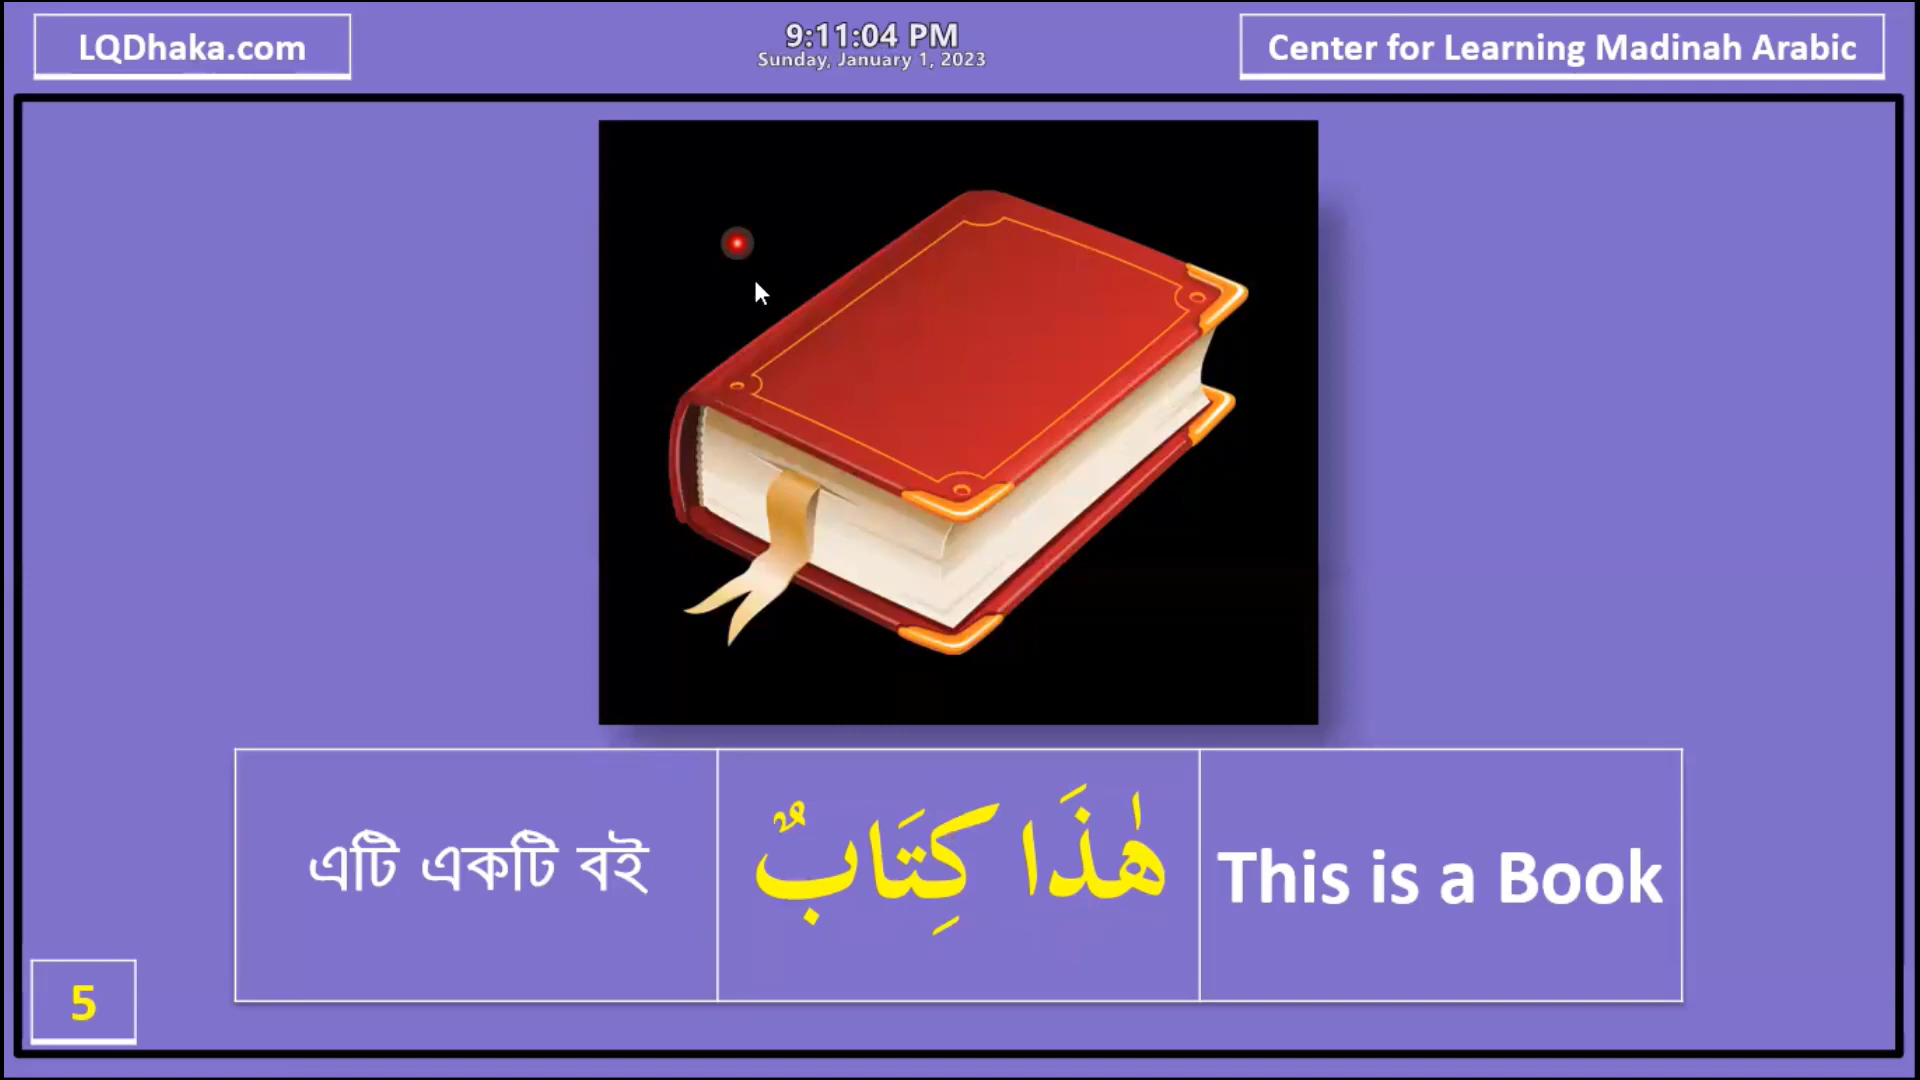 LQDhaka.com
9:11:04 PM
Sunday, January 1, 2023
Center for Learning Madinah Arabic
এটি একটি বই
هٰذَا كِتَابٌ
This is a Book
5